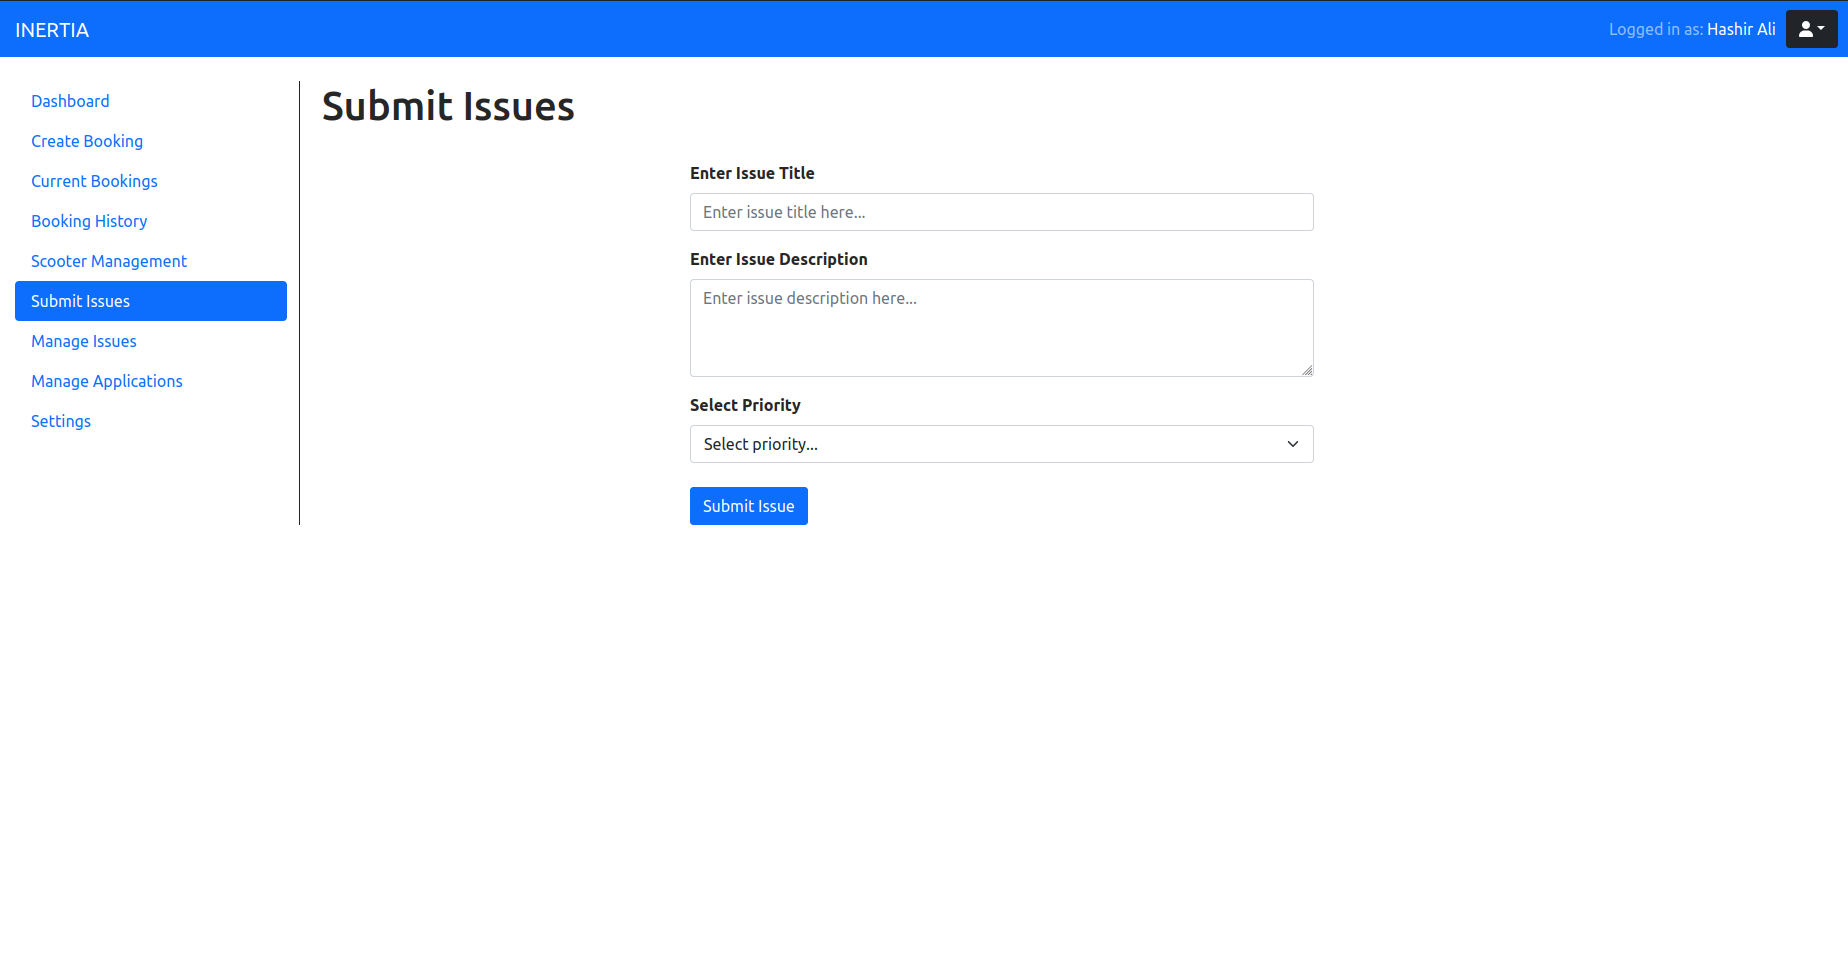 INERTIA
Logged in as: Hashir Ali
Dashboard
Create Booking
Current Bookings
Booking History
Scooter Management
Submit Issues
Manage Issues
Manage Applications
Settings
Submit Issues
Enter Issue Title
Enter issue title here...
Enter Issue Description
Enter issue description here...
Select Priority
Select priority...
Submit Issue